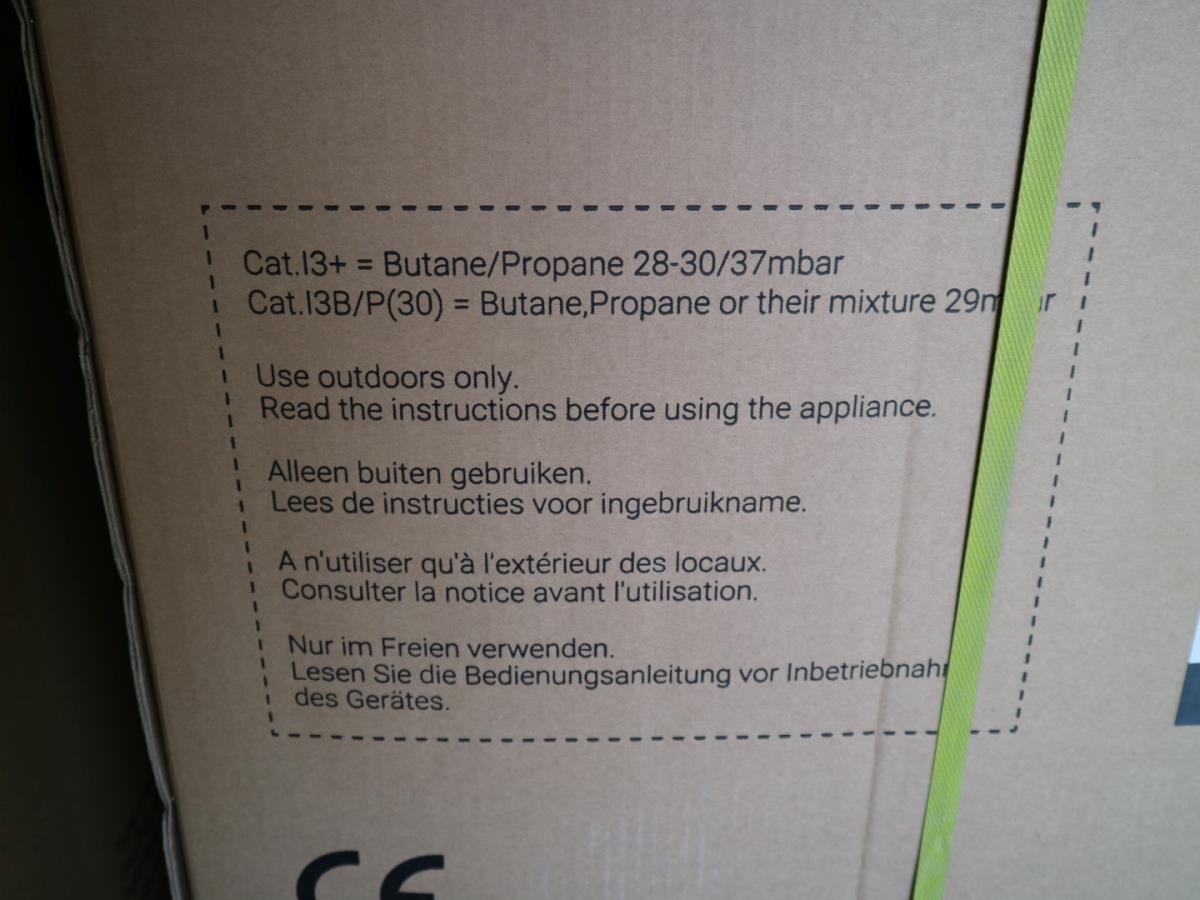 Cat.I3+ = Butane/Propane 28-30/37mbar
Cat.I3B/P(30) = Butane,Propane or their mixture
Use outdoors only.
Read the instructions before using the appliance.
Alleen buiten gebruiken.
Lees de instructies voor ingebruikname.
A n'utiliser qu'à l'extérieur des locaux.
Consulter la notice avant l'utilisation.
Nur im Freien verwenden.
Lesen Sie die Bedienungsanleitung vor
des Gerätes.
CE